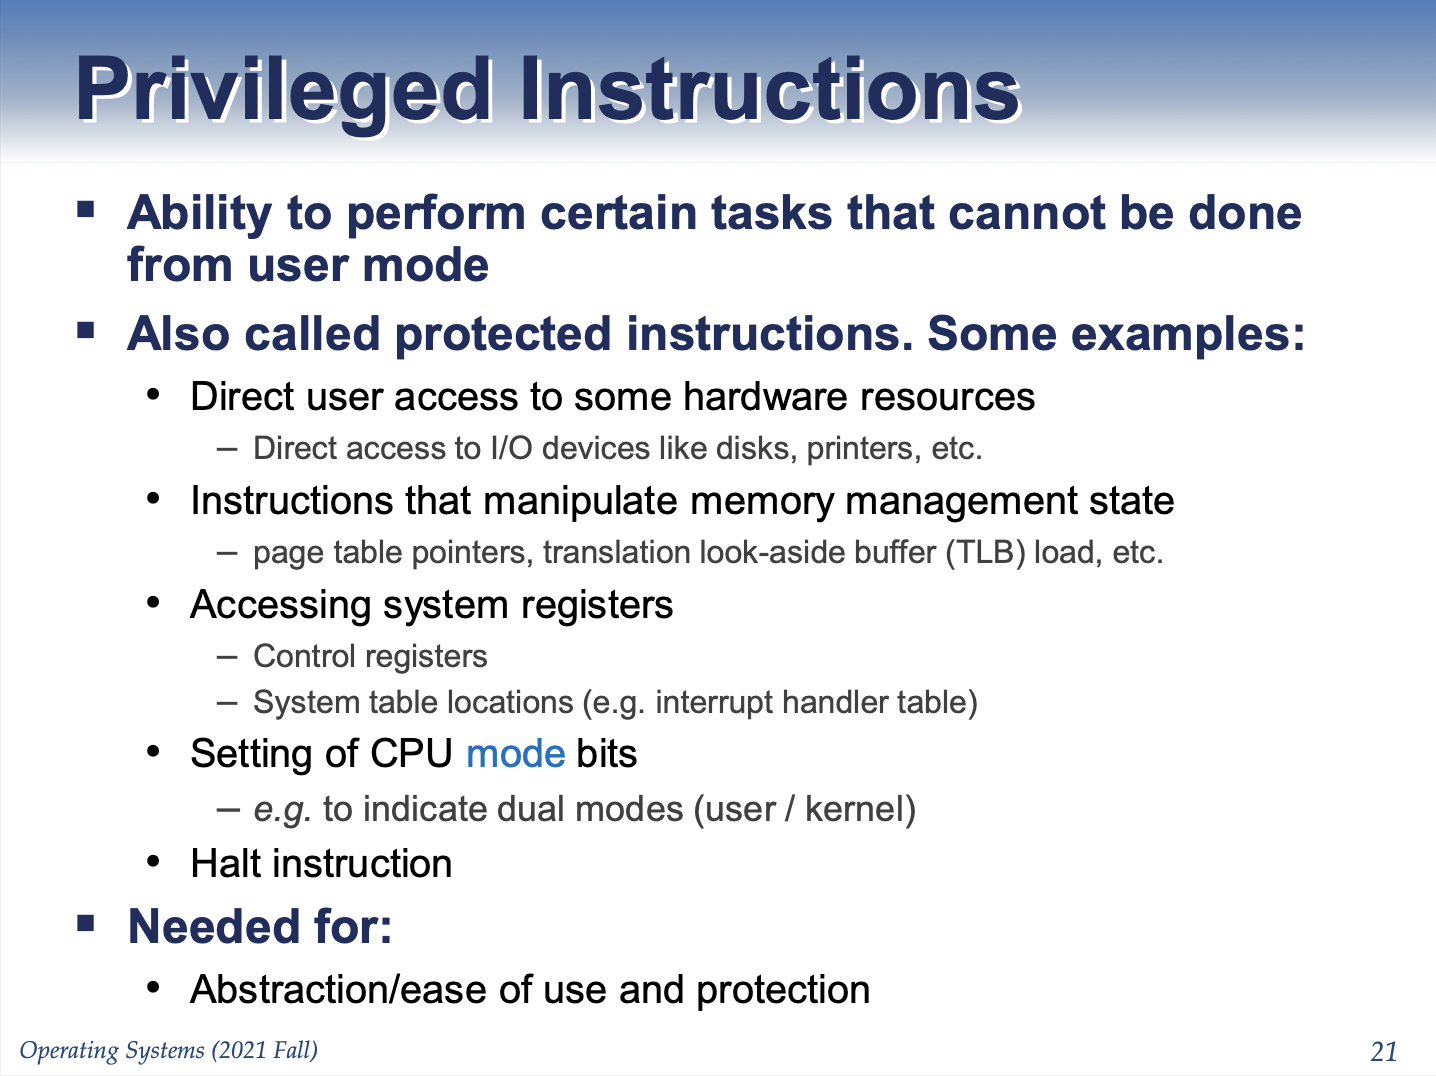 Privileged Instructions
▪ Ability to perform certain tasks that cannot be done
from user mode
▪ Also called protected instructions. Some examples:
• Direct user access to some hardware resources
– Direct access to I/O devices like disks, printers, etc.
• Instructions that manipulate memory management state
– page table pointers, translation look-aside buffer (TLB) load, etc.
• Accessing system registers
– Control registers
– System table locations (e.g. interrupt handler table)
• Setting of CPU mode bits
– e.g. to indicate dual modes (user / kernel)
• Halt instruction
▪ Needed for:
• Abstraction/ease of use and protection
Operating Systems (2021 Fall)
21